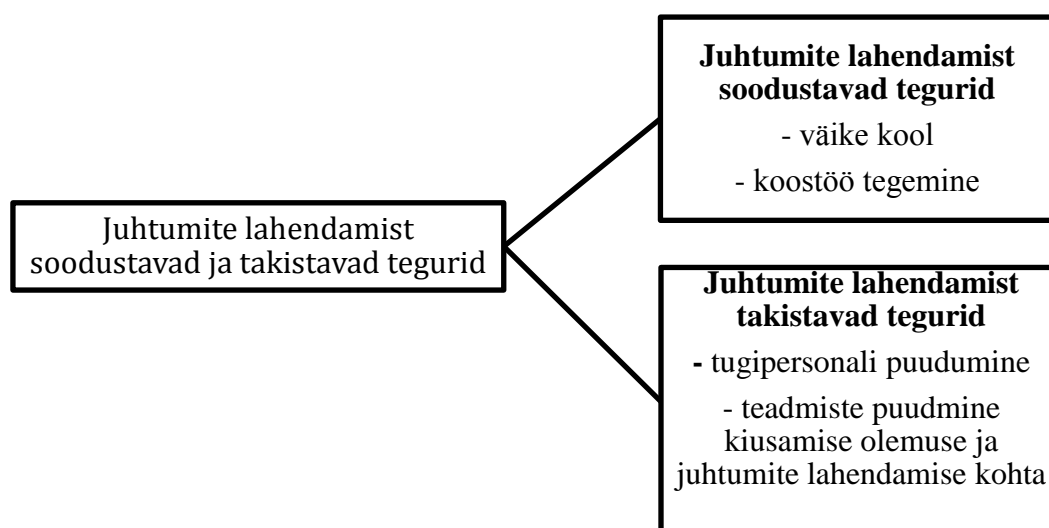 Juhtumite lahendamist
soodustavad ja takistavad tegurid
Juhtumite lahendamist
soodustavad tegurid
- väike kool
- koostöö tegemine
Juhtumite lahendamist
takistavad tegurid
- tugipersonali puudumine
- teadmiste puudmine
kiusamise olemuse ja
juhtumite lahendamise kohta